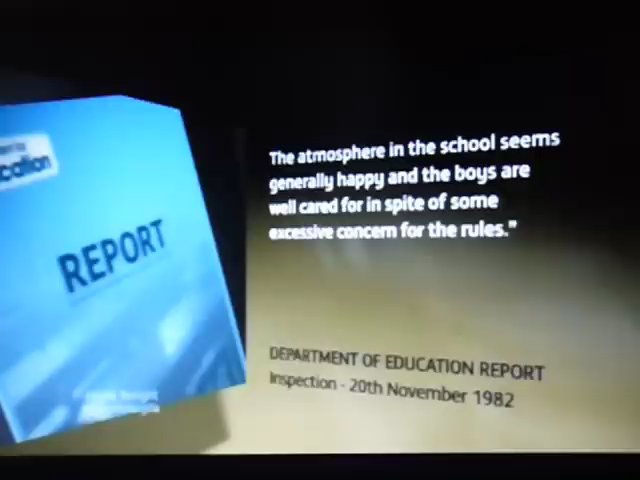 cation
REPORT
The atmosphere in the school seems
generally happy and the boys are
well cared for in spite of some
excessive concern for the rules."
DEPARTMENT OF EDUCATION REPORT
Inspection - 20th November 1982